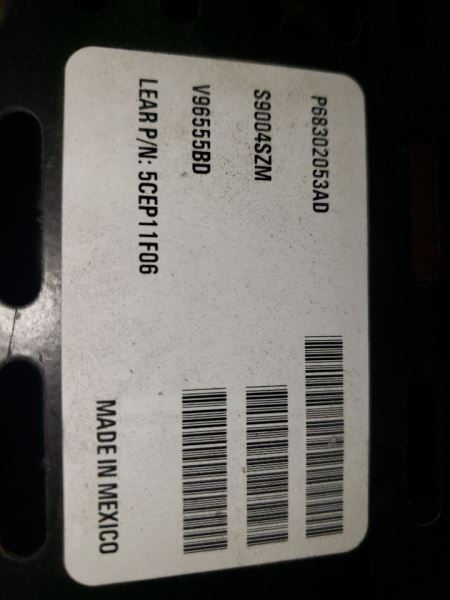 P68302053AD
S9004SZM
V96555BD
LEAR P/N: 5CEP11F06
MADE IN MEXICO